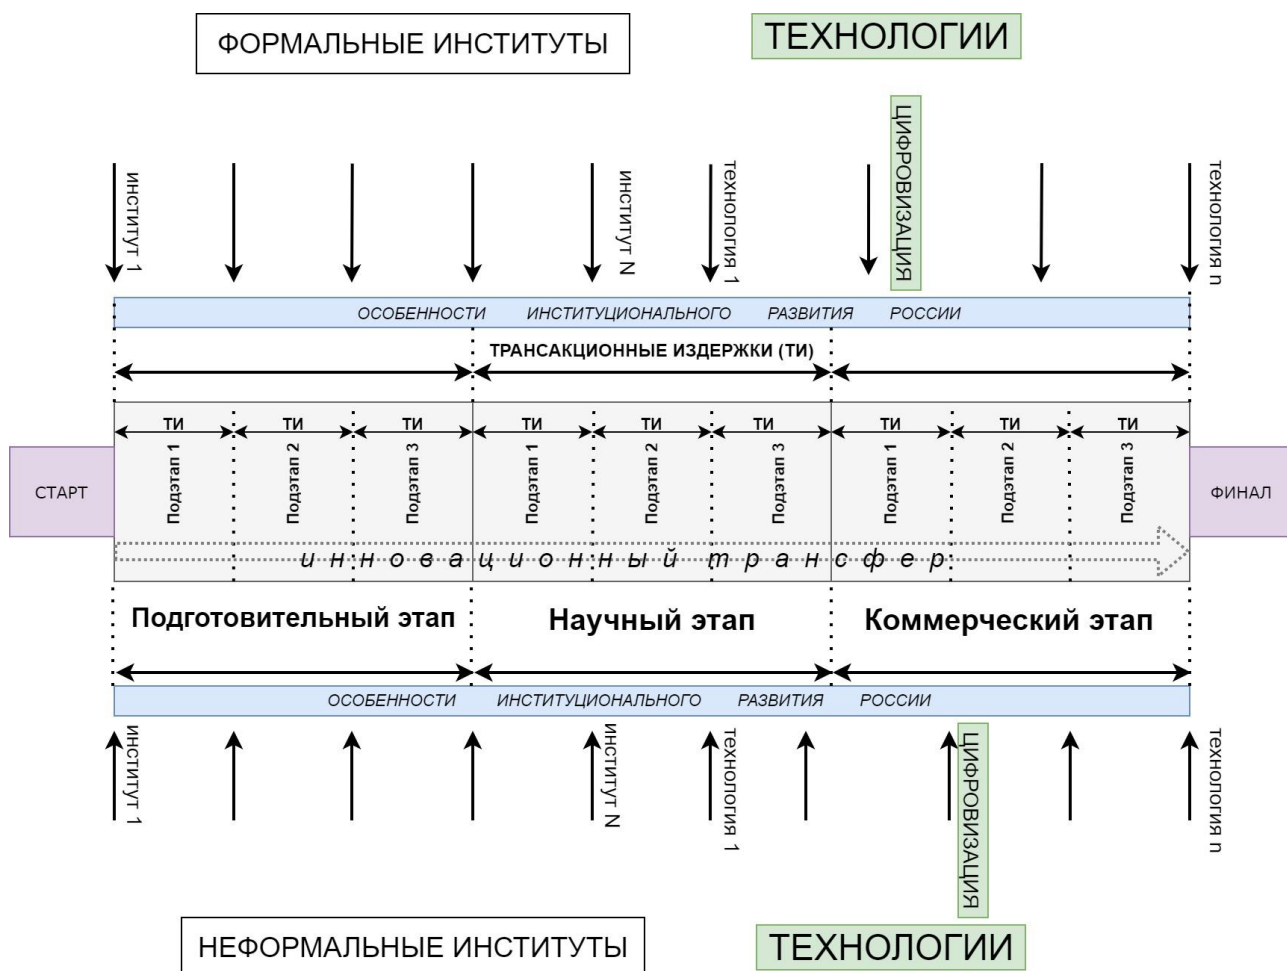 ФОРМАЛЬНЫЕ ИНСТИТУТЫ
ТЕХНОЛОГИИ
ЦИФРОВИЗАЦИЯ
институт 1
институт N
технология 1
технология n
ОСОБЕННОСТИ ИНСТИТУЦИОНАЛЬНОГО РАЗВИТИЯ РОССИИ
ТРАНСАКЦИОННЫЕ ИЗДЕРЖКИ (ТИ)
ТИ ТИ ТИ ТИ ТИ ТИ ТИ ТИ ТИ
Подэтап 1
Подэтап 2
Подэтап 3
Подэтап 1
Подэтап 2
Подэтап 3
Подэтап 1
Подэтап 2
Подэтап 3
СТАРТ
ФИНАЛ
инновационный трансфер
Подготовительный этап
Научный этап
Коммерческий этап
ОСОБЕННОСТИ ИНСТИТУЦИОНАЛЬНОГО РАЗВИТИЯ РОССИИ
институт 1
институт N
технология 1
ЦИФРОВИЗАЦИЯ
технология n
НЕФОРМАЛЬНЫЕ ИНСТИТУТЫ
ТЕХНОЛОГИИ